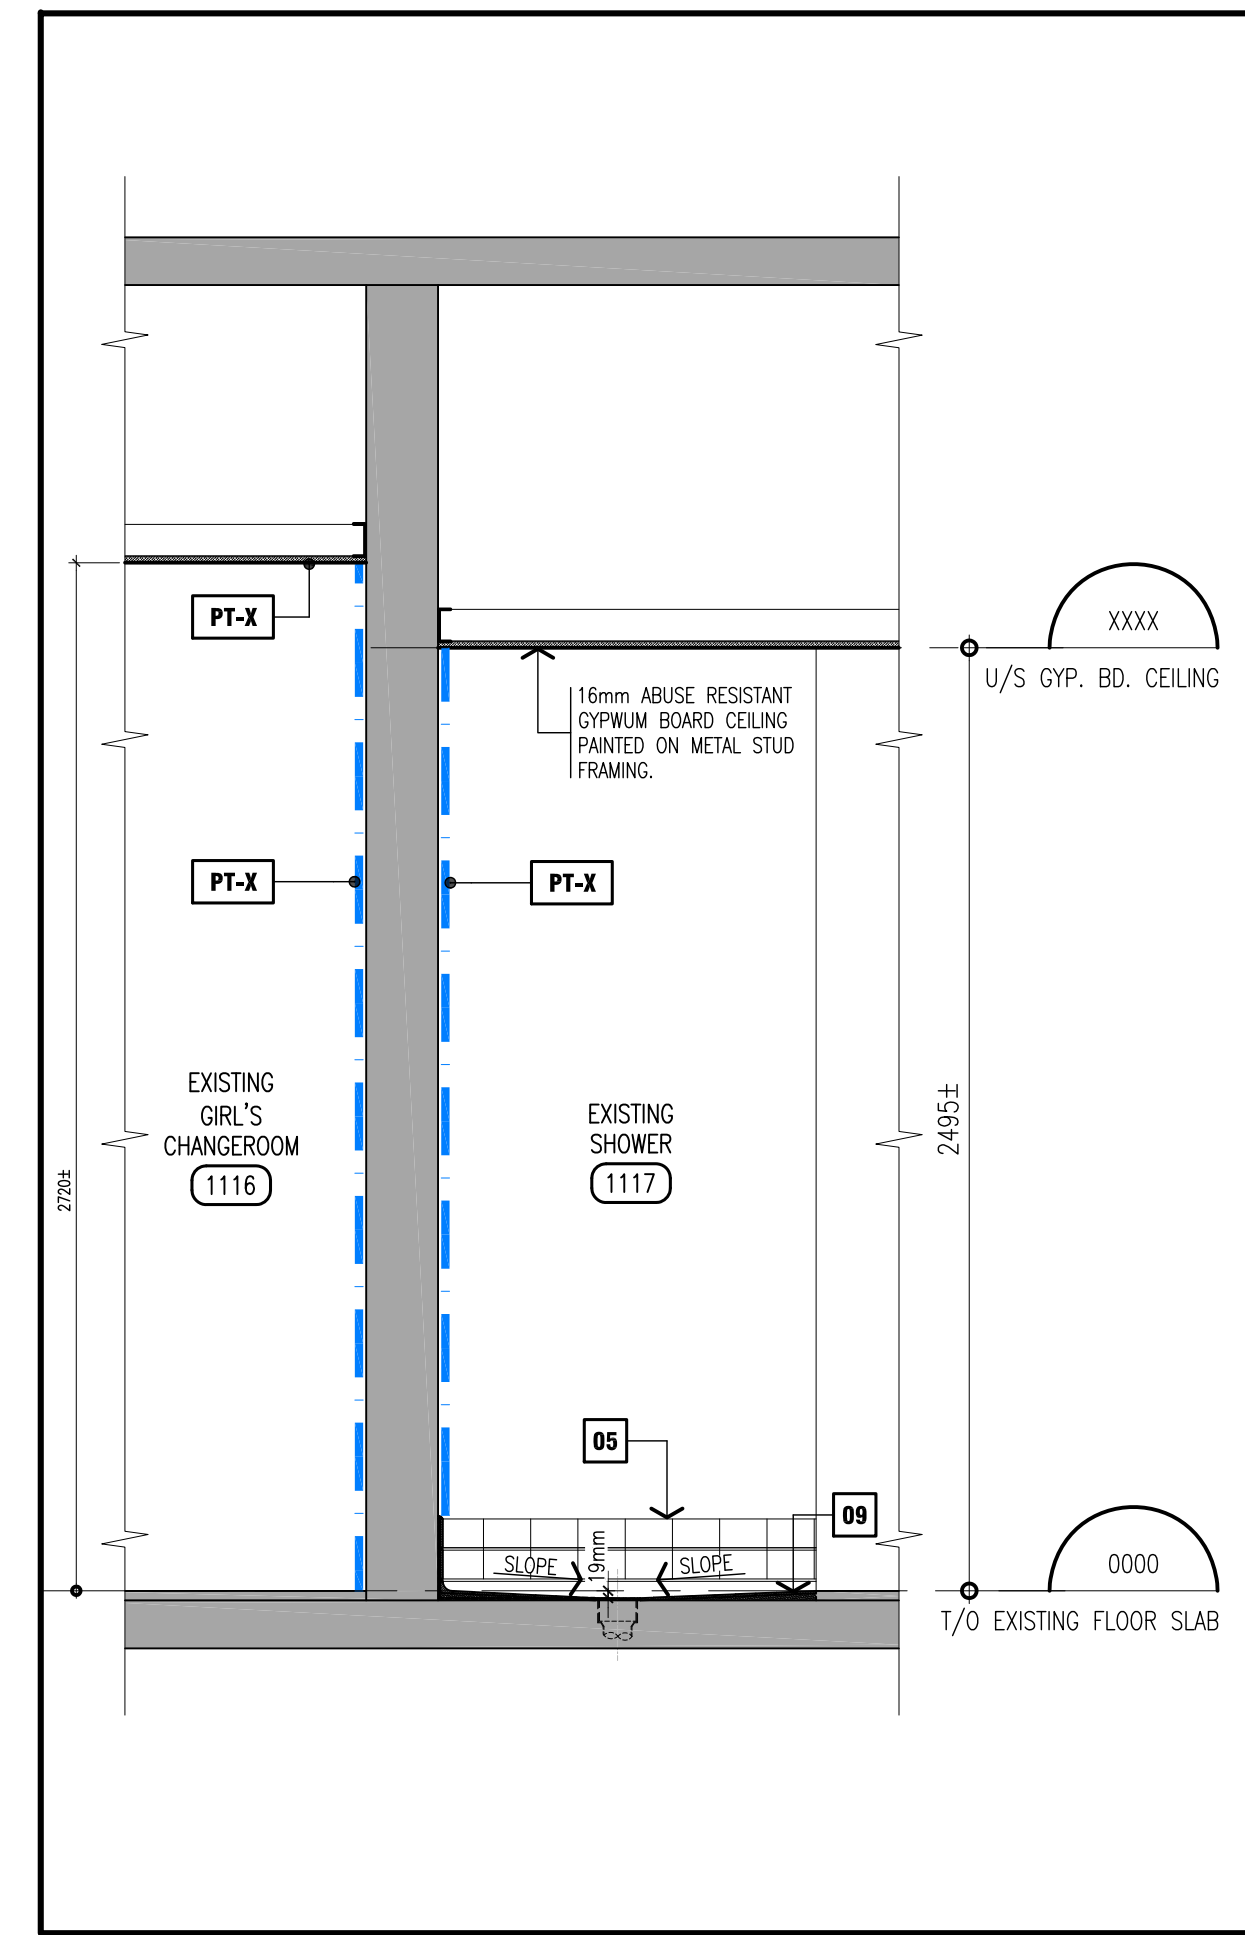 XXXX
U/S GYP. BD. CEILING
PT-X
16mm ABUSE RESISTANT
GYPWUM BOARD CEILING
PAINTED ON METAL STUD
FRAMING.
PT-X
PT-X
EXISTING
GIRL'S
CHANGEROOM
1116
EXISTING
SHOWER
1117
2720±
2495±
05
09
SLOPE
19mm
SLOPE
0000
T/O EXISTING FLOOR SLAB